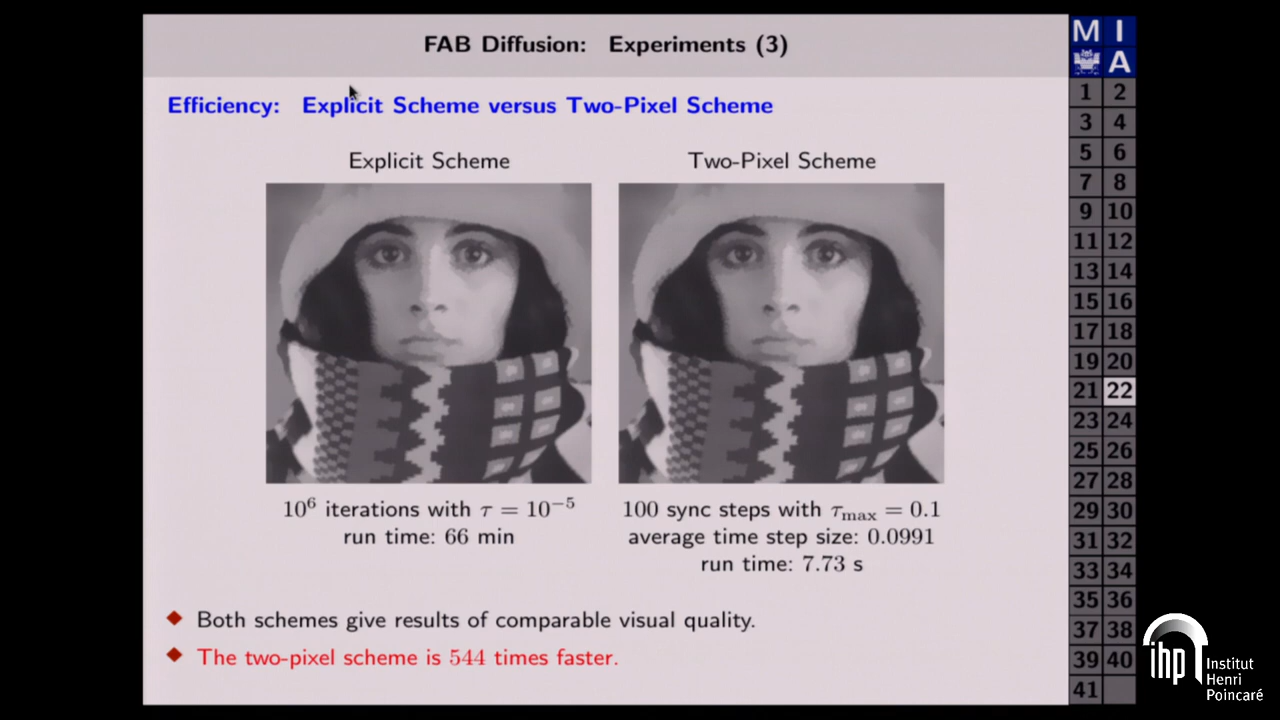 FAB Diffusion: Experiments (3)
Efficiency: Explicit Scheme versus Two-Pixel Scheme
Explicit Scheme
Two-Pixel Scheme
10⁶ iterations with τ = 10⁻⁵
run time: 66 min
100 sync steps with τmax = 0.1
average time step size: 0.0991
run time: 7.73 s
Both schemes give results of comparable visual quality.
The two-pixel scheme is 544 times faster.
M I
A
1 2
3 4
5 6
7 8
9 10
11 12
13 14
15 16
17 18
19 20
21 22
23 24
25 26
27 28
29 30
31 32
33 34
35 36
37 38
39 40
41
ihp
Institut
Henri
Poincaré